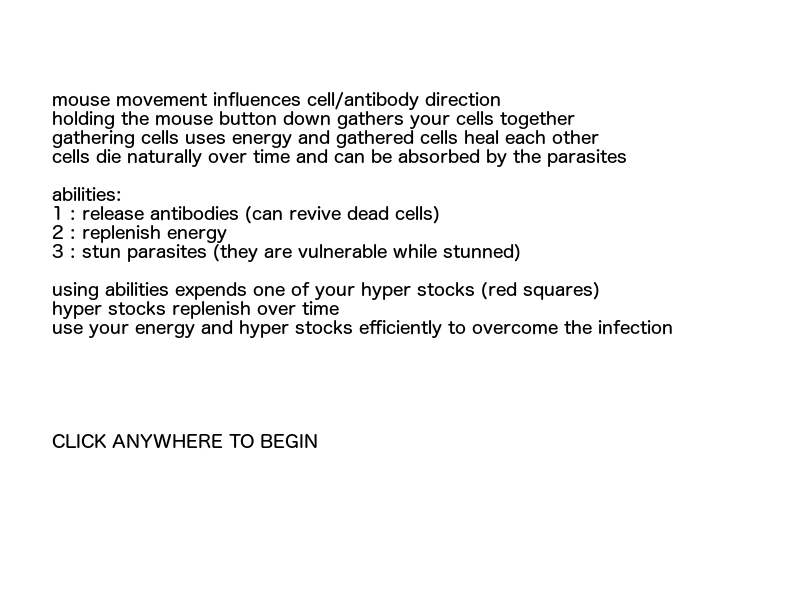 mouse movement influences cell/antibody direction
holding the mouse button down gathers your cells together
gathering cells uses energy and gathered cells heal each other
cells die naturally over time and can be absorbed by the parasites
abilities:
1 : release antibodies (can revive dead cells)
2 : replenish energy
3 : stun parasites (they are vulnerable while stunned)
using abilities expends one of your hyper stocks (red squares)
hyper stocks replenish over time
use your energy and hyper stocks efficiently to overcome the infection
CLICK ANYWHERE TO BEGIN